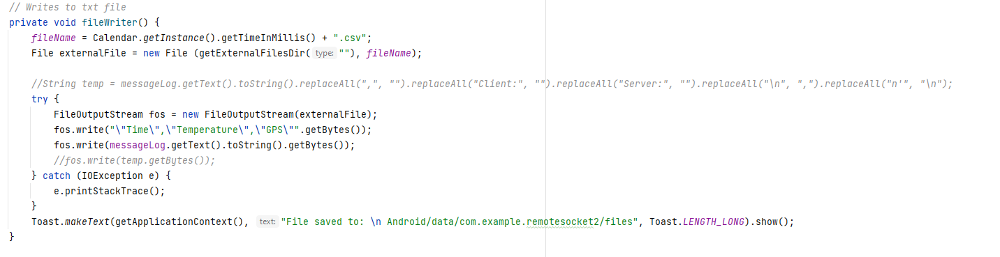 // Writes to txt file
private void fileWriter() {
fileName = Calendar.getInstance().getTimeInMillis() + ".csv";
File externalFile = new File (getExternalFilesDir( type: ""), fileName);
//String temp = messageLog.getText().toString().replaceAll(",", "").replaceAll("Client:", "").replaceAll("Server:", "").replaceAll("\n", ",").replaceAll("n'", "\n");
try {
FileOutputStream fos = new FileOutputStream(externalFile);
fos.write("\"Time\",\"Temperature\",\"GPS\"".getBytes());
fos.write(messageLog.getText().toString().getBytes());
//fos.write(temp.getBytes());
} catch (IOException e) {
e.printStackTrace();
}
Toast.makeText(getApplicationContext(), text: "File saved to: \n Android/data/com.example.remotesocket2/files", Toast.LENGTH_LONG).show();
}